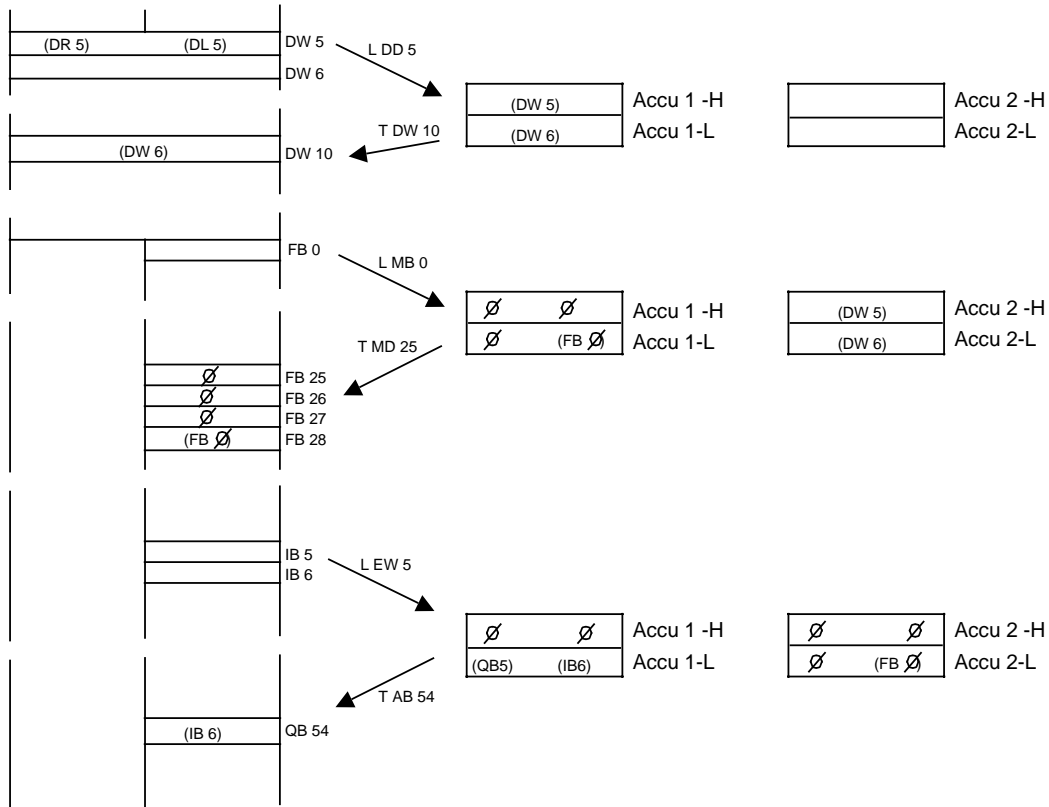 (DR 5) (DL 5) DW 5
L DD 5
DW 6
(DW 5) Accu 1 -H Accu 2 -H
T DW 10
(DW 6) Accu 1-L Accu 2-L
(DW 6) DW 10
FB 0
L MB 0
Ø Ø Accu 1 -H (DW 5) Accu 2 -H
Ø (FB Ø) Accu 1-L (DW 6) Accu 2-L
T MD 25
Ø FB 25
Ø FB 26
Ø FB 27
(FB Ø) FB 28
IB 5
L EW 5
IB 6
Ø Ø Accu 1 -H Ø Ø Accu 2 -H
(QB5) (IB6) Accu 1-L Ø (FB Ø) Accu 2-L
T AB 54
(IB 6) QB 54